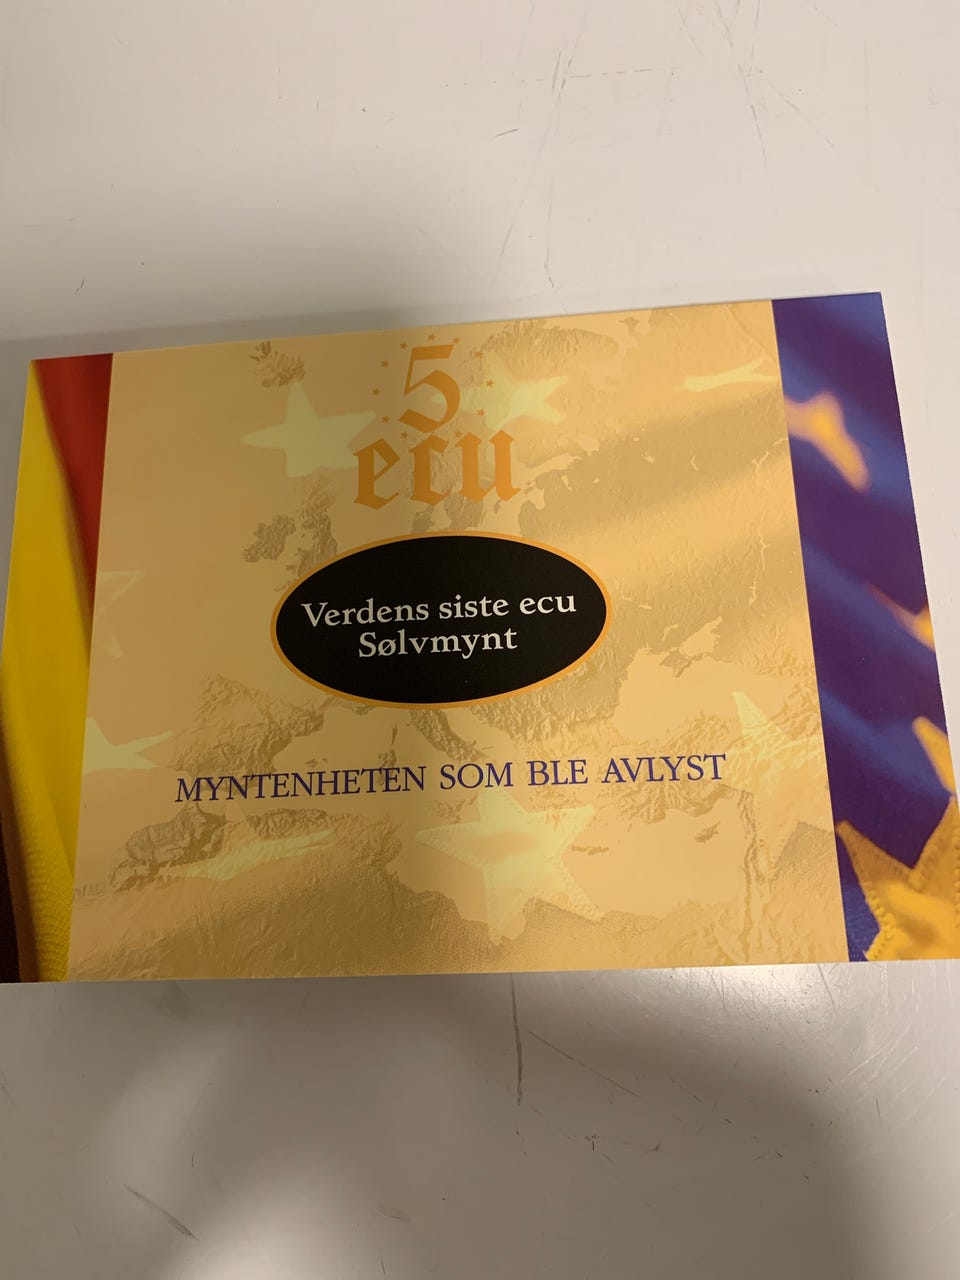 5
ecu
Verdens siste ecu
Sølvmynt
MYNTENHETEN SOM BLE AVLYST